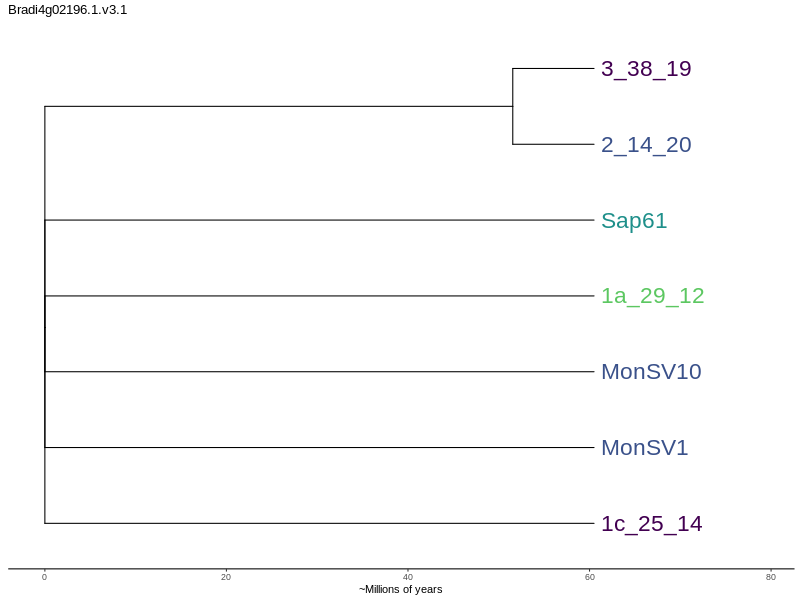 Bradi4g02196.1.v3.1
3_38_19
2_14_20
Sap61
1a_29_12
MonSV10
MonSV1
1c_25_14
0 20 40 60 80
~Millions of years